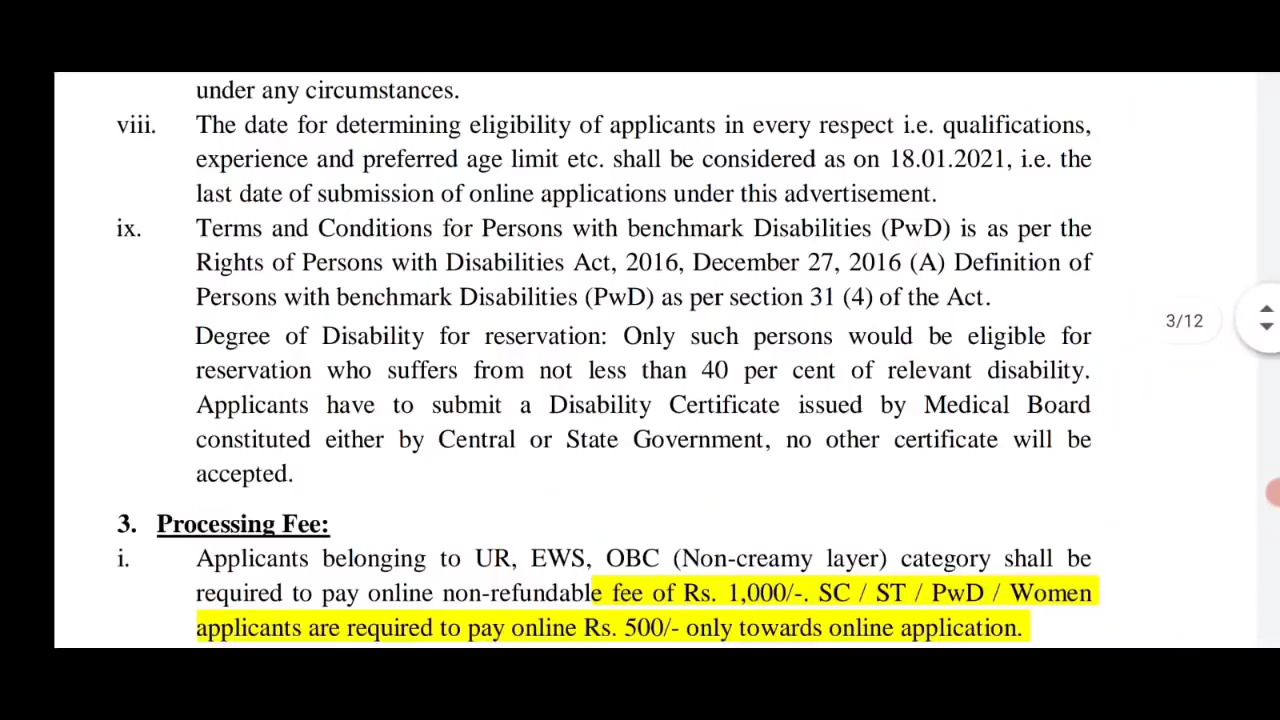 under any circumstances.
viii. The date for determining eligibility of applicants in every respect i.e. qualifications,
experience and preferred age limit etc. shall be considered as on 18.01.2021, i.e. the
last date of submission of online applications under this advertisement.
ix. Terms and Conditions for Persons with benchmark Disabilities (PwD) is as per the
Rights of Persons with Disabilities Act, 2016, December 27, 2016 (A) Definition of
Persons with benchmark Disabilities (PwD) as per section 31 (4) of the Act.
3/12
Degree of Disability for reservation: Only such persons would be eligible for
reservation who suffers from not less than 40 per cent of relevant disability.
Applicants have to submit a Disability Certificate issued by Medical Board
constituted either by Central or State Government, no other certificate will be
accepted.
3. Processing Fee:
i. Applicants belonging to UR, EWS, OBC (Non-creamy layer) category shall be
required to pay online non-refundable fee of Rs. 1,000/-. SC / ST / PwD / Women
applicants are required to pay online Rs. 500/- only towards online application.